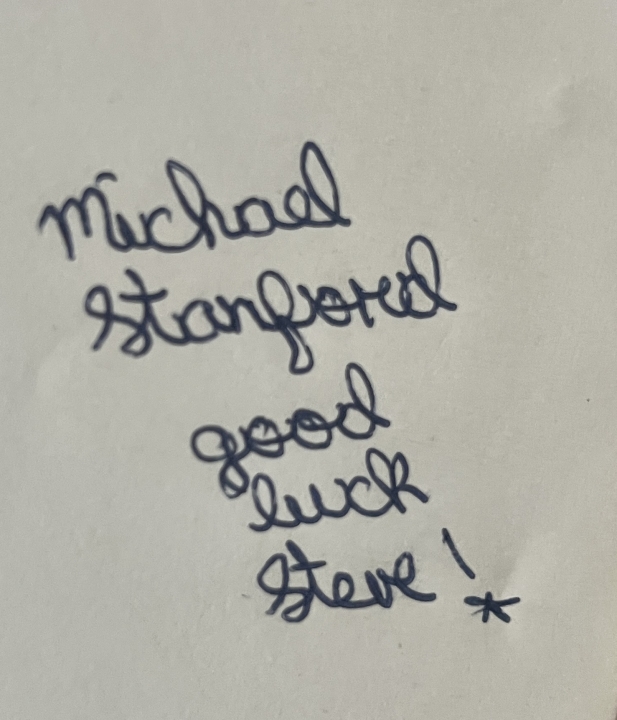 Michael
Stanford
good
luck
Steve!
*